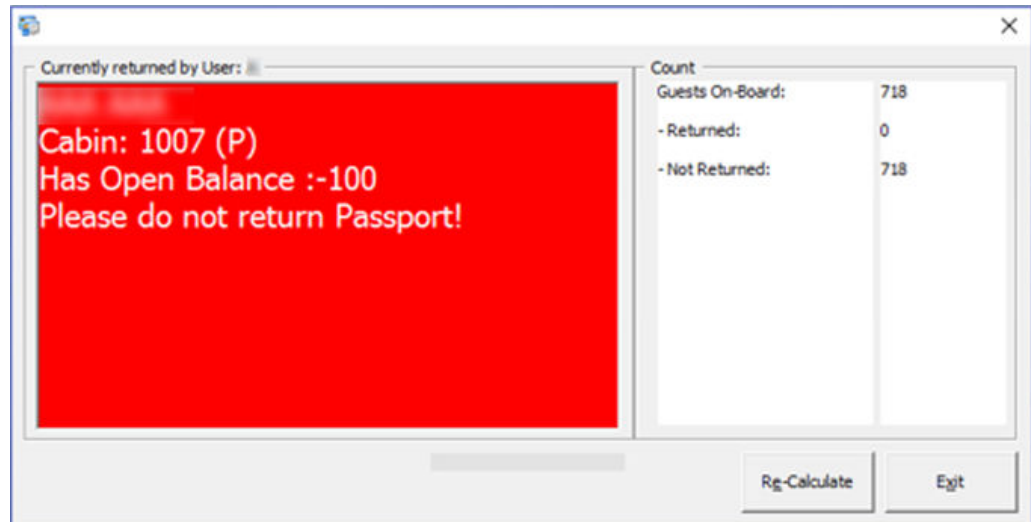 Currently returned by User:
Cabin: 1007 (P)
Has Open Balance :-100
Please do not return Passport!
Count
Guests On-Board: 718
- Returned: 0
- Not Returned: 718
Re-Calculate
Exit